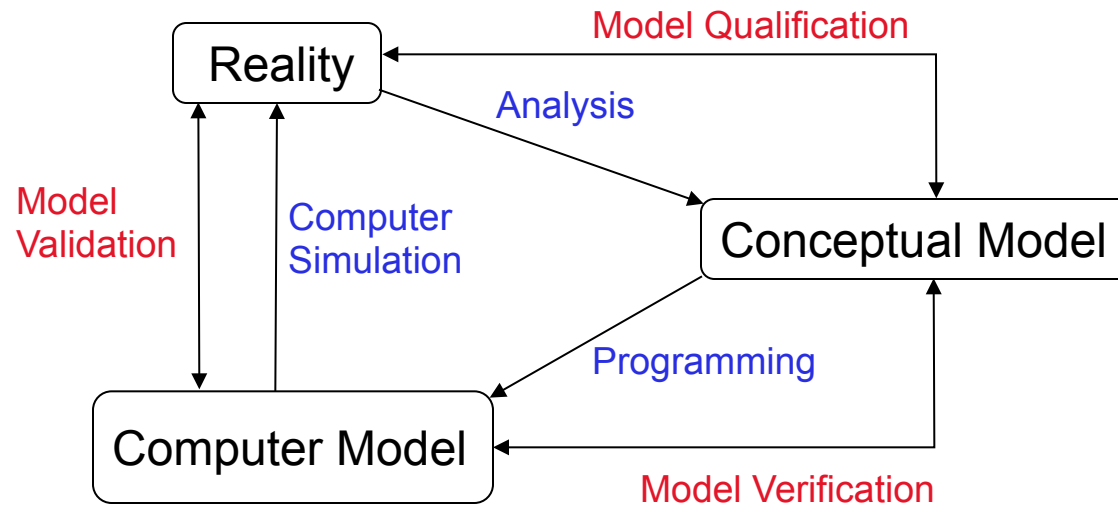 Model Qualification
Reality
Analysis
Model
Validation
Computer
Simulation
Conceptual Model
Programming
Computer Model
Model Verification